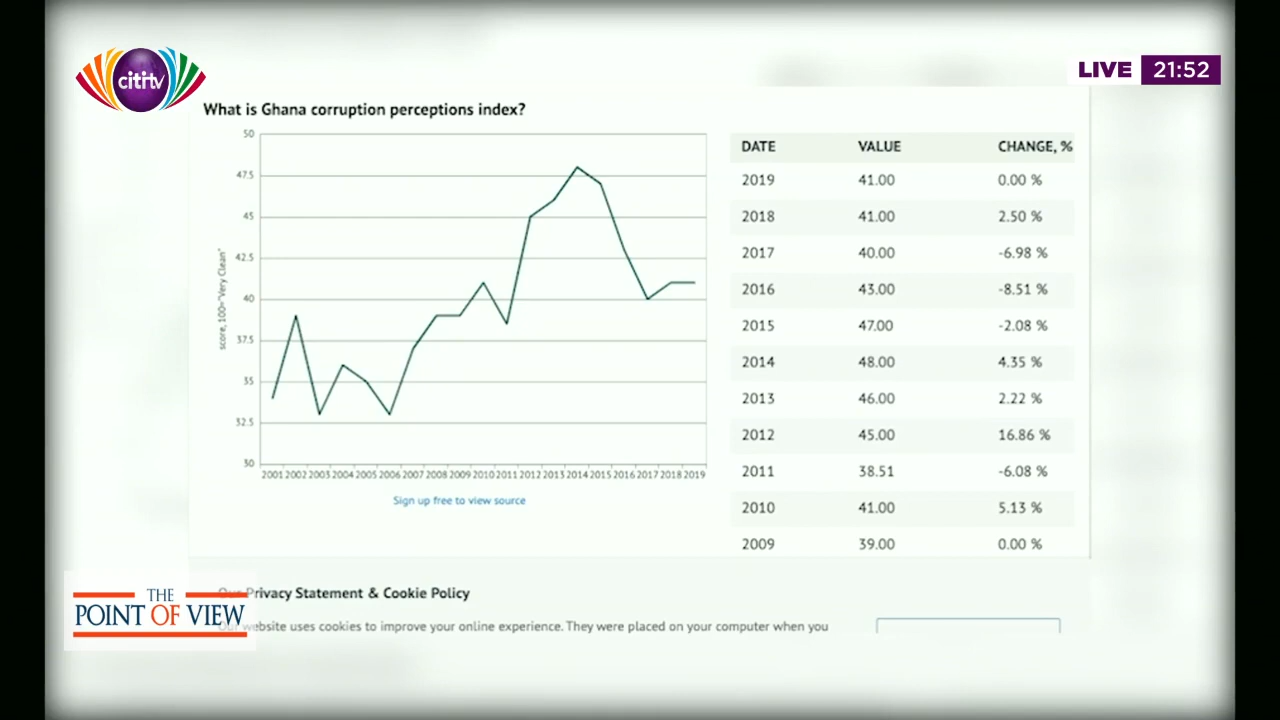 citi tv
LIVE 21:52
What is Ghana corruption perceptions index?
50
47.5
45
42.5
40
37.5
35
32.5
30
score, 100="Very Clean"
2001 2002 2003 2004 2005 2006 2007 2008 2009 2010 2011 2012 2013 2014 2015 2016 2017 2018 2019
Sign up free to view source
DATE VALUE CHANGE, %
2019 41.00 0.00 %
2018 41.00 2.50 %
2017 40.00 -6.98 %
2016 43.00 -8.51 %
2015 47.00 -2.08 %
2014 48.00 4.35 %
2013 46.00 2.22 %
2012 45.00 16.86 %
2011 38.51 -6.08 %
2010 41.00 5.13 %
2009 39.00 0.00 %
Our Privacy Statement & Cookie Policy
Our website uses cookies to improve your online experience. They were placed on your computer when you
THE
POINT OF VIEW